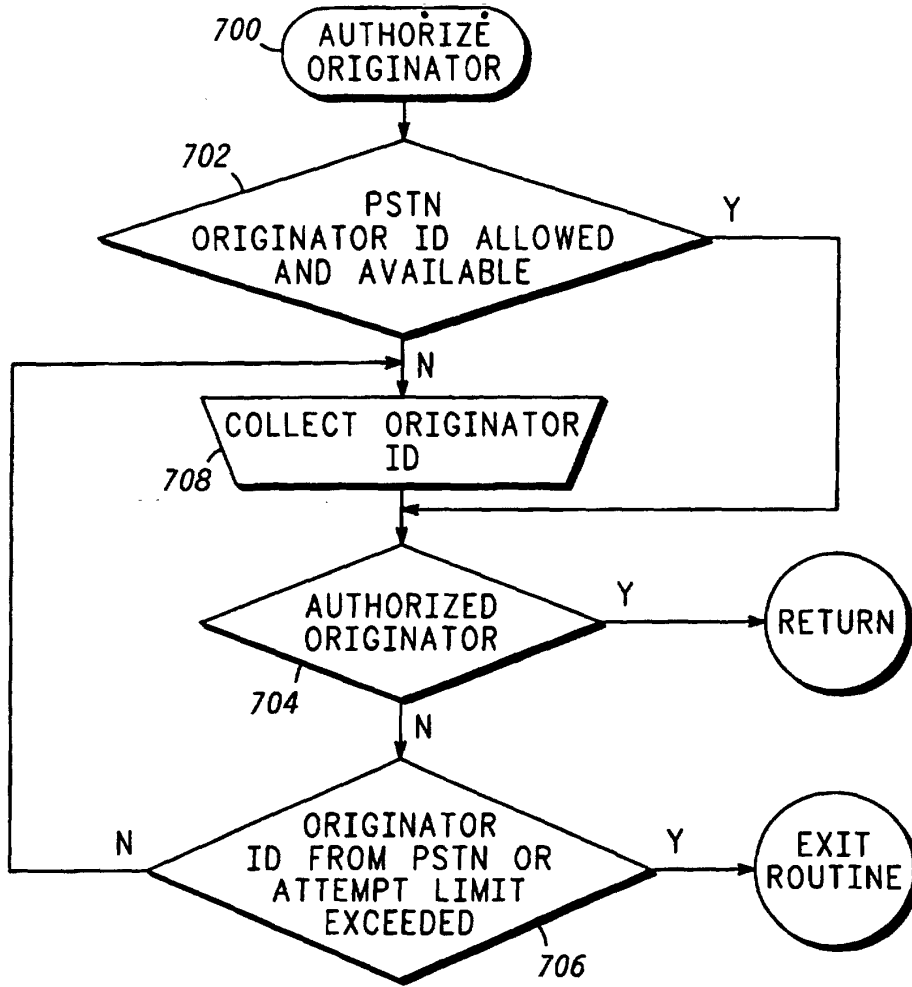 700
AUTHORIZE
ORIGINATOR
702
PSTN
ORIGINATOR ID ALLOWED
AND AVAILABLE
Y
N
COLLECT ORIGINATOR
ID
708
AUTHORIZED
ORIGINATOR
704
Y
RETURN
N
ORIGINATOR
ID FROM PSTN OR
ATTEMPT LIMIT
EXCEEDED
706
N
Y
EXIT
ROUTINE